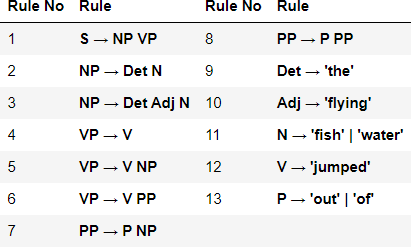 Rule No Rule Rule No Rule
1 S → NP VP 8 PP → P PP
2 NP → Det N 9 Det → 'the'
3 NP → Det Adj N 10 Adj → 'flying'
4 VP → V 11 N → 'fish' | 'water'
5 VP → V NP 12 V → 'jumped'
6 VP → V PP 13 P → 'out' | 'of'
7 PP → P NP